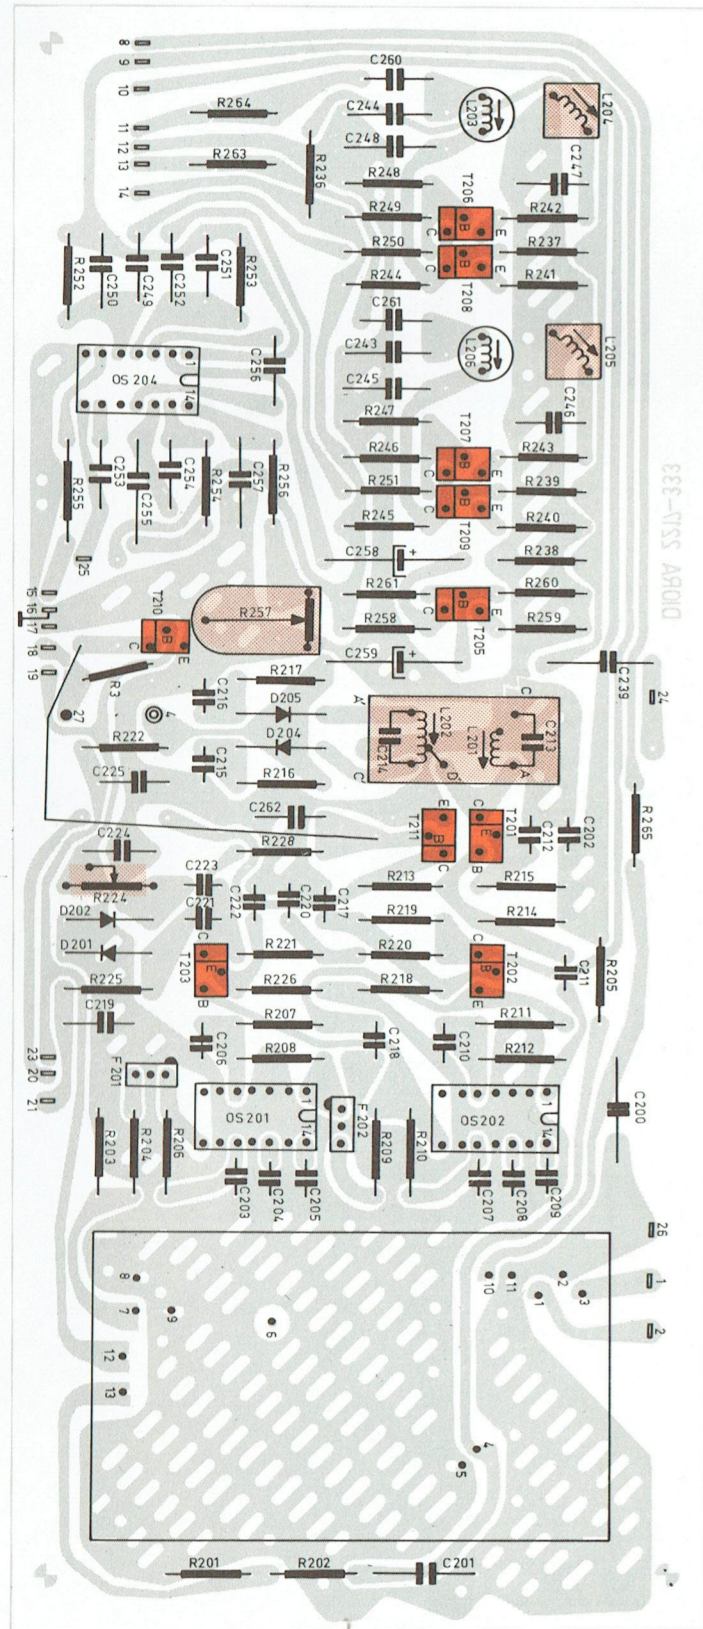 8
C260
9
10
R264
C244
L203
L204
11
C248
12
13
R263
R236
C247
14
R248
T206
R249
B
C
E
R242
R250
B
C
E
R237
R244
T208
R241
R252
C250
C249
C252
C251
R253
C261
C243
L206
L205
C256
C245
OS 204
1
14
R247
C246
R246
T207
B
C
E
R243
R251
B
C
E
R239
R255
C253
C255
C254
R254
C257
R256
R245
T209
R240
C258
+
R238
25
15
16
17
18
19
T210
B
C
E
R257
R261
R258
B
C
E
T205
R260
R259
C259
+
C239
24
R3
R217
C216
D205
27
4
R222
D204
C225
C215
R216
A'
C'
C214
L202
D
L201
C213
C
A
C262
E
T211
B
C
C
E
B
T201
C212
C202
R265
C224
R228
R224
C223
R213
R215
D202
C221
C222
C220
C217
R219
R214
D201
C
E
B
T203
R221
R220
C
B
E
T202
C211
R205
R225
R226
R218
C219
R207
R211
C206
C218
C210
R208
R212
23
20
21
F201
OS201
1
14
F202
OS202
1
14
C200
R203
R204
R206
R209
R210
C203
C204
C205
C207
C208
C209
26
8
7
9
6
10
11
2
3
1
1
2
12
13
4
5
R201
R202
C201
DIORA 2217-333